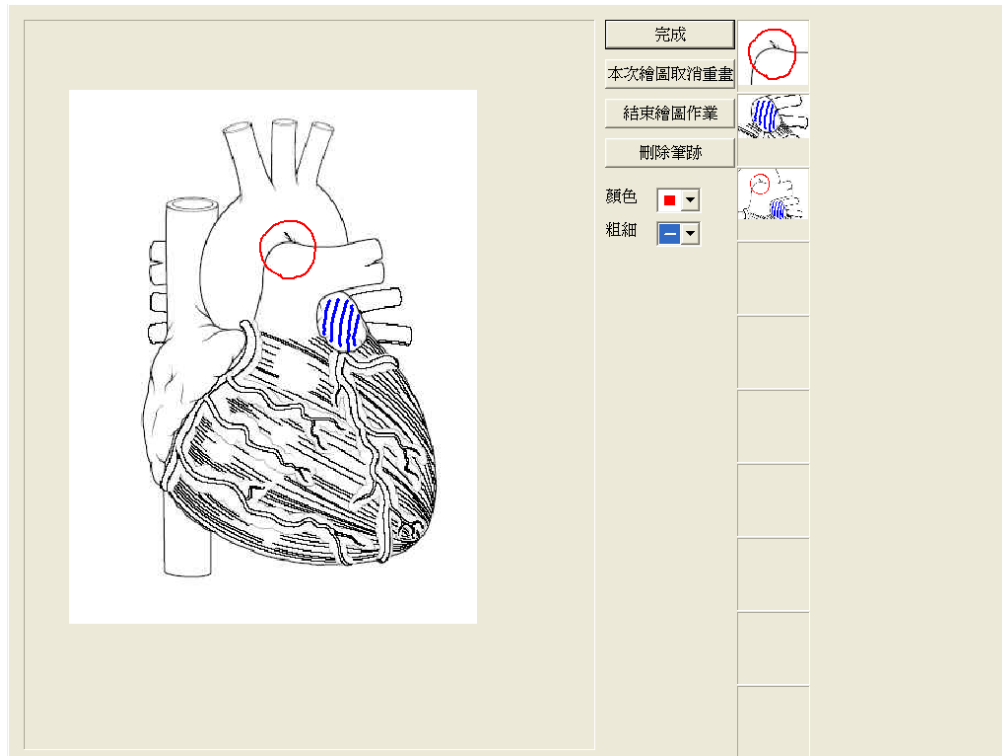 完成
本次繪圖取消重畫
結束繪圖作業
刪除筆跡
顏色
粗細